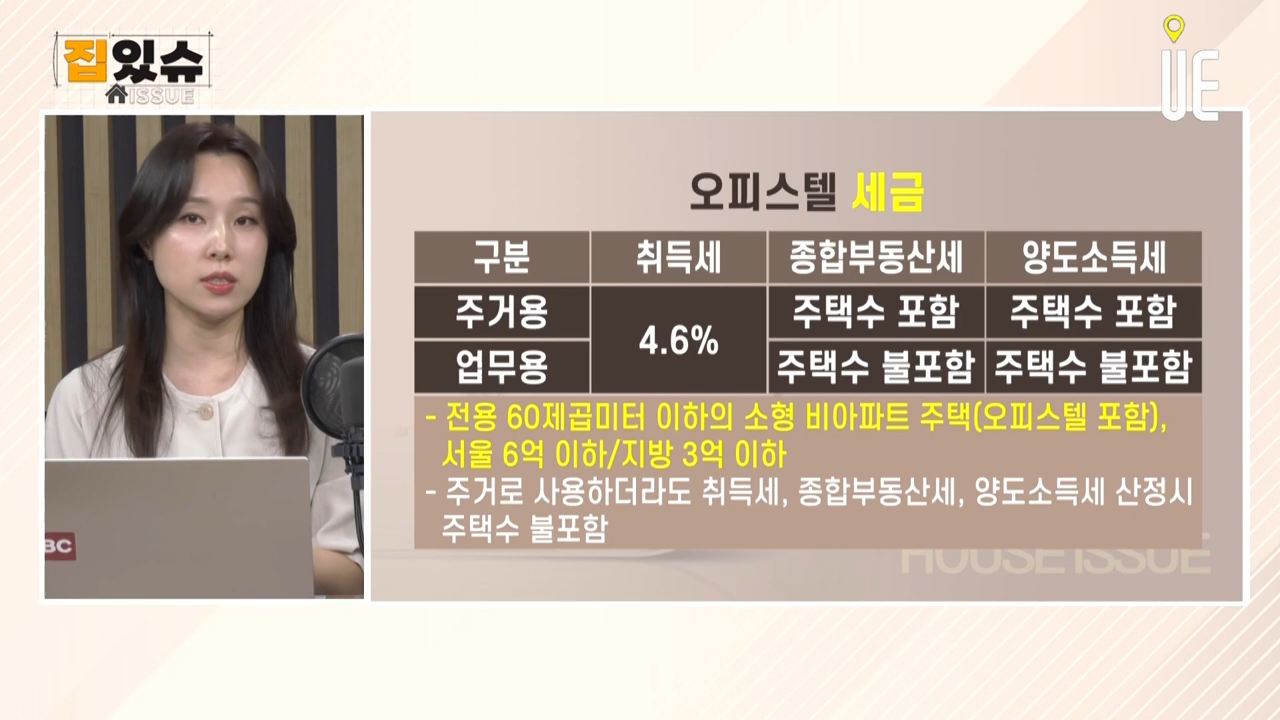 집있슈
ISSUE
UE
오피스텔 세금
구분 취득세 종합부동산세 양도소득세
주거용 4.6% 주택수 포함 주택수 포함
업무용 주택수 불포함 주택수 불포함
- 전용 60제곱미터 이하의 소형 비아파트 주택(오피스텔 포함),
서울 6억 이하/지방 3억 이하
- 주거로 사용하더라도 취득세, 종합부동산세, 양도소득세 산정시
주택수 불포함
HOUSE ISSUE
BC